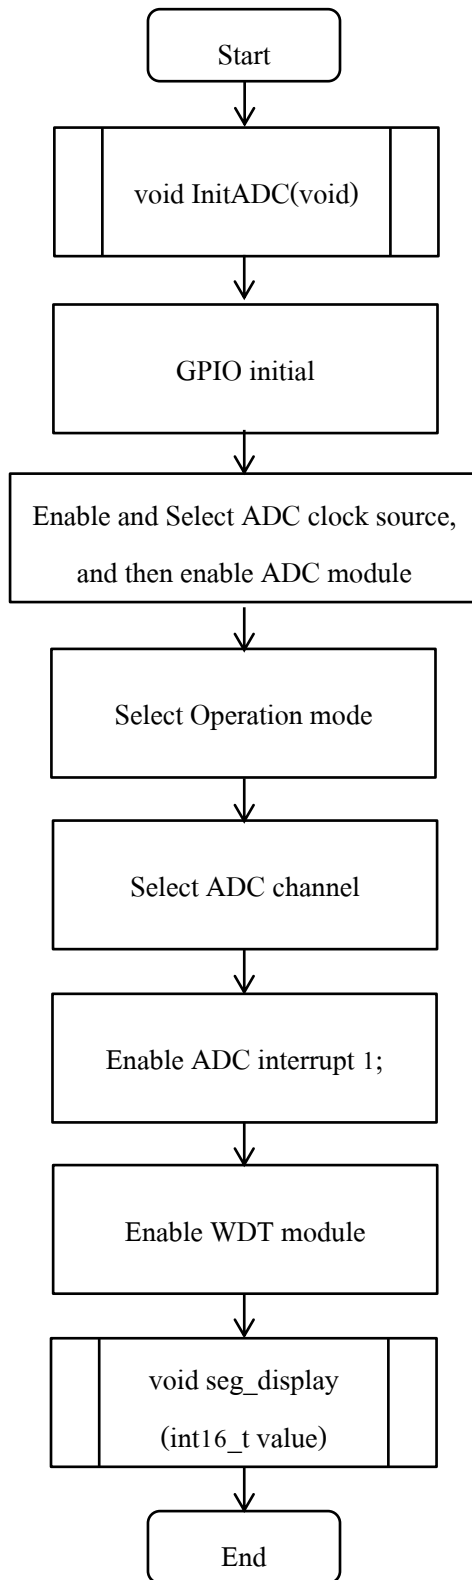 Start
void InitADC(void)
GPIO initial
Enable and Select ADC clock source,
and then enable ADC module
Select Operation mode
Select ADC channel
Enable ADC interrupt 1;
Enable WDT module
void seg_display
(int16_t value)
End